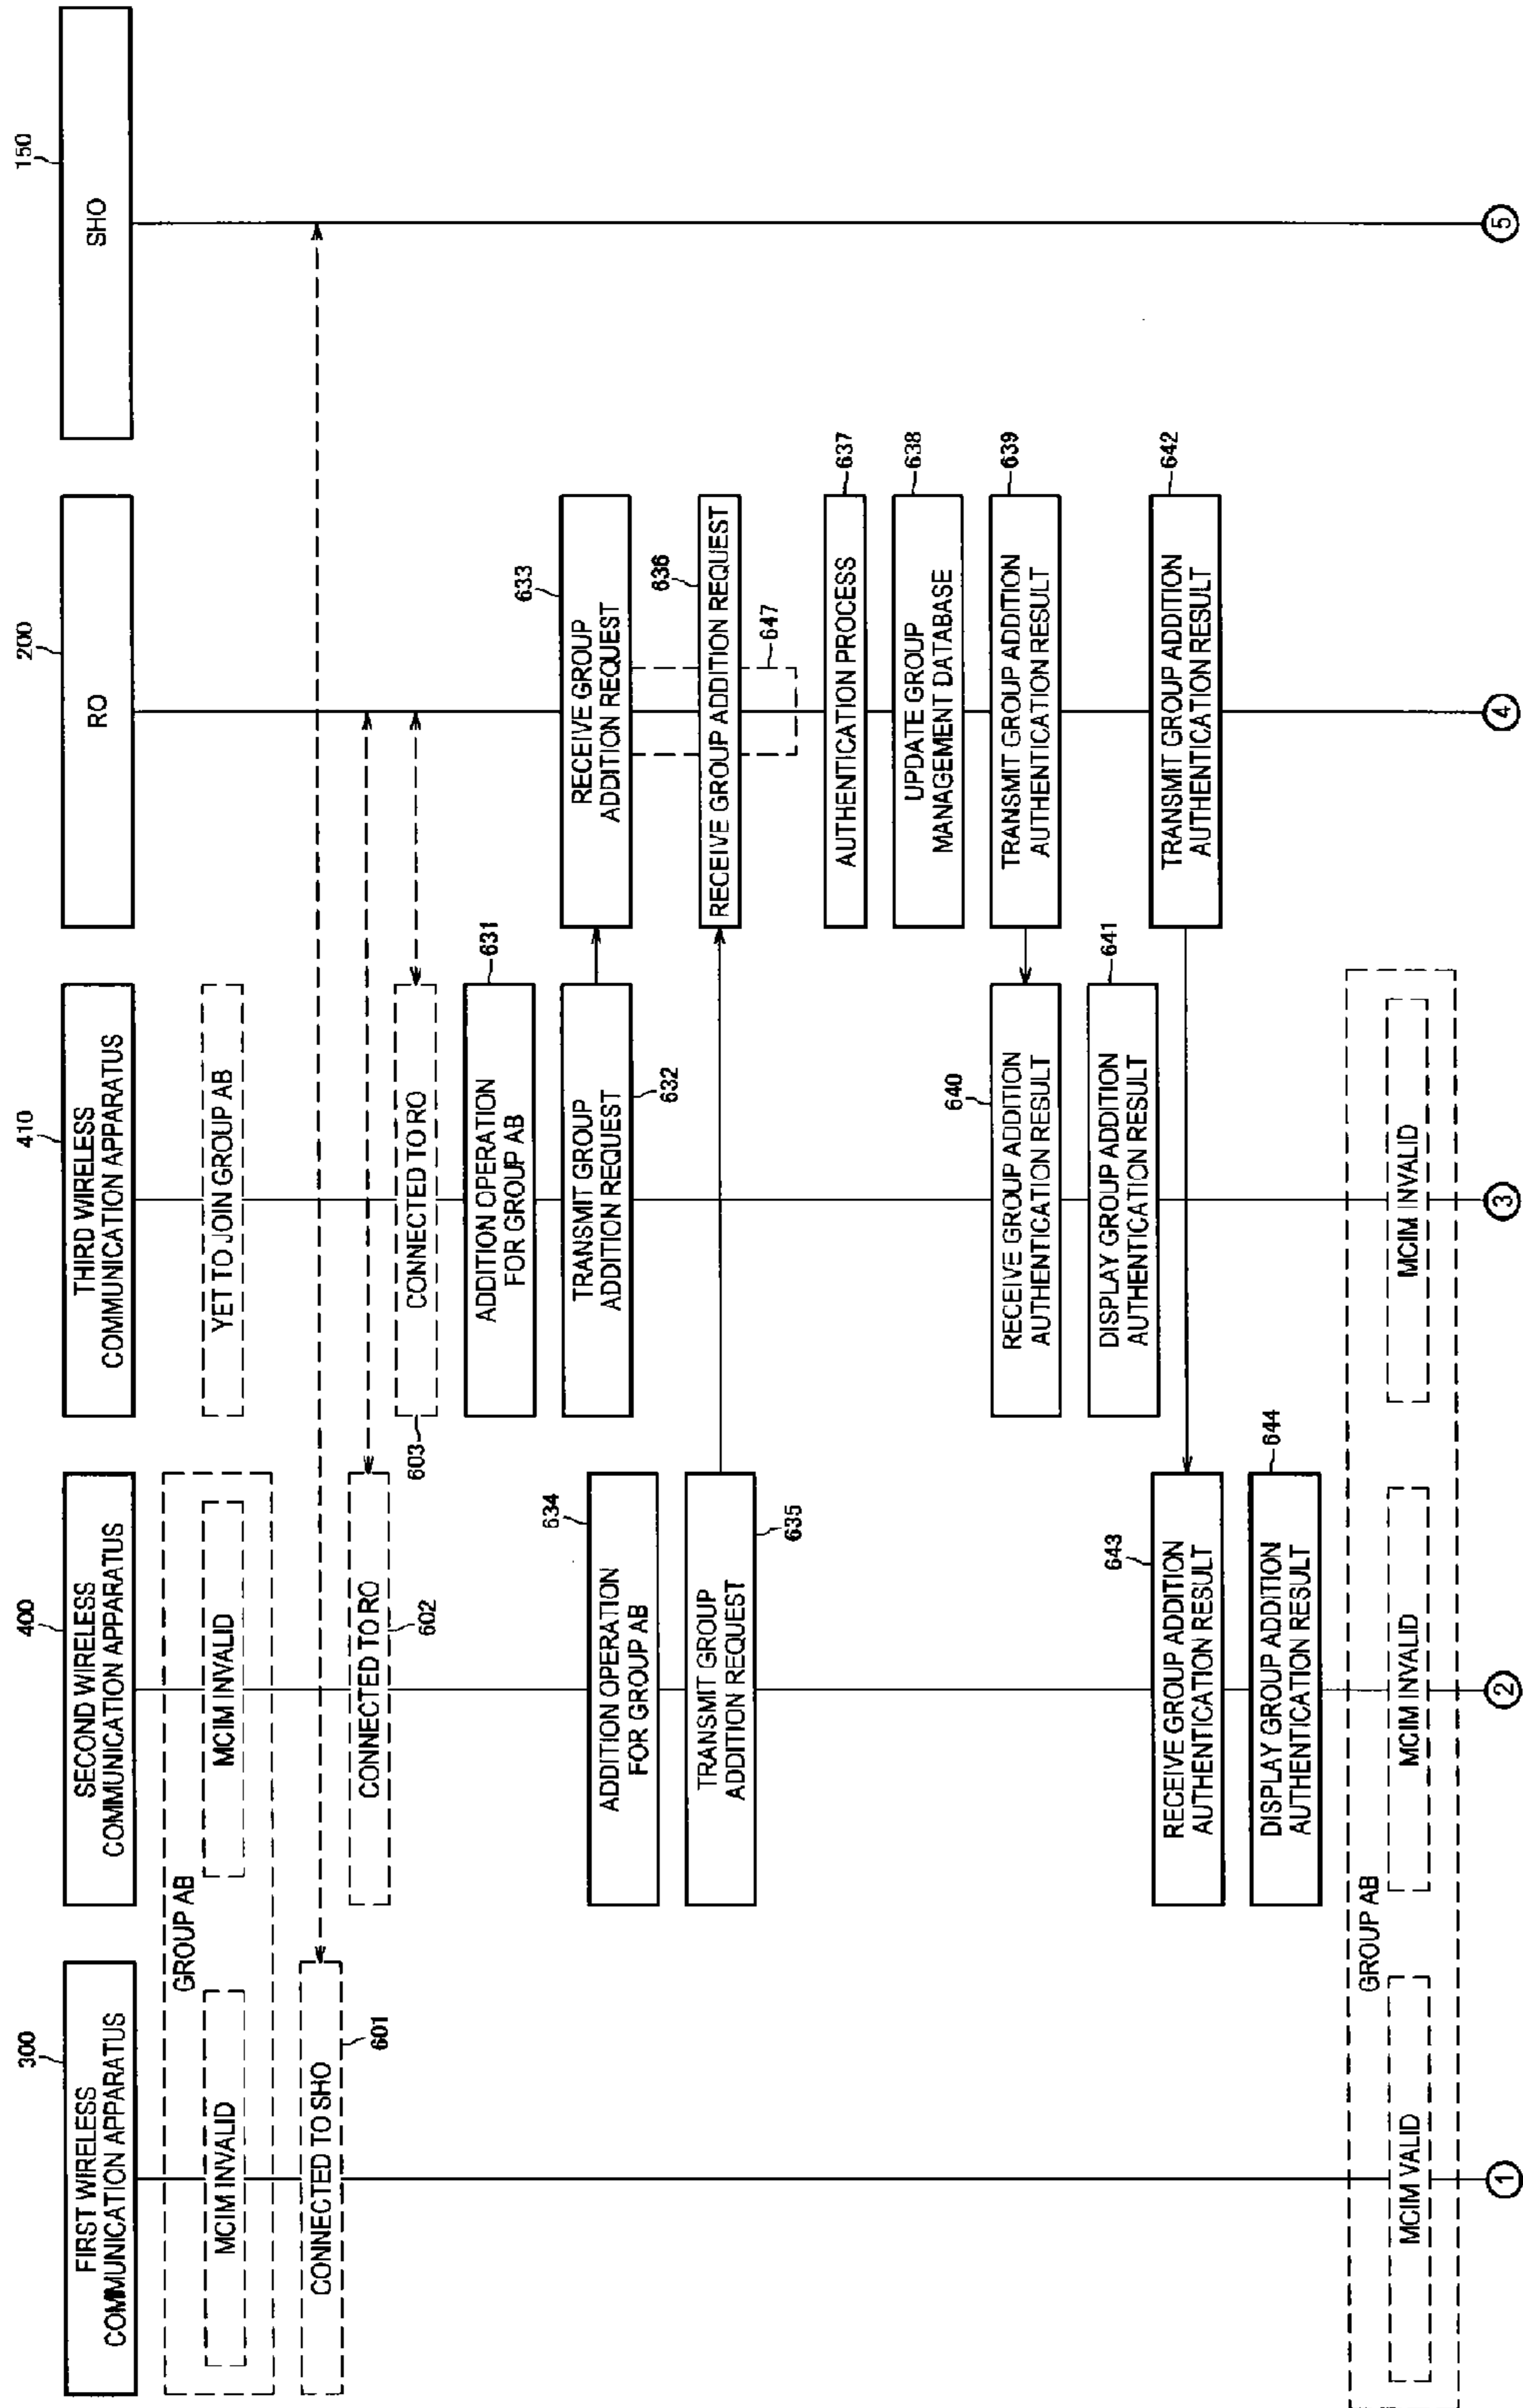 300
FIRST WIRELESS
COMMUNICATION APPARATUS
400
SECOND WIRELESS
COMMUNICATION APPARATUS
410
THIRD WIRELESS
COMMUNICATION APPARATUS
200
RO
150
SHO
GROUP AB
MCIM INVALID
MCIM INVALID
YET TO JOIN GROUP AB
CONNECTED TO SHO
601
CONNECTED TO RO
602
CONNECTED TO RO
603
631
ADDITION OPERATION
FOR GROUP AB
TRANSMIT GROUP
ADDITION REQUEST
632
633
RECEIVE GROUP
ADDITION REQUEST
634
ADDITION OPERATION
FOR GROUP AB
TRANSMIT GROUP
ADDITION REQUEST
635
636
RECEIVE GROUP ADDITION REQUEST
647
AUTHENTICATION PROCESS
637
UPDATE GROUP
MANAGEMENT DATABASE
638
TRANSMIT GROUP ADDITION
AUTHENTICATION RESULT
639
640
RECEIVE GROUP ADDITION
AUTHENTICATION RESULT
DISPLAY GROUP ADDITION
AUTHENTICATION RESULT
641
TRANSMIT GROUP ADDITION
AUTHENTICATION RESULT
642
643
RECEIVE GROUP ADDITION
AUTHENTICATION RESULT
DISPLAY GROUP ADDITION
AUTHENTICATION RESULT
644
GROUP AB
MCIM VALID
MCIM INVALID
MCIM INVALID
1
2
3
4
5